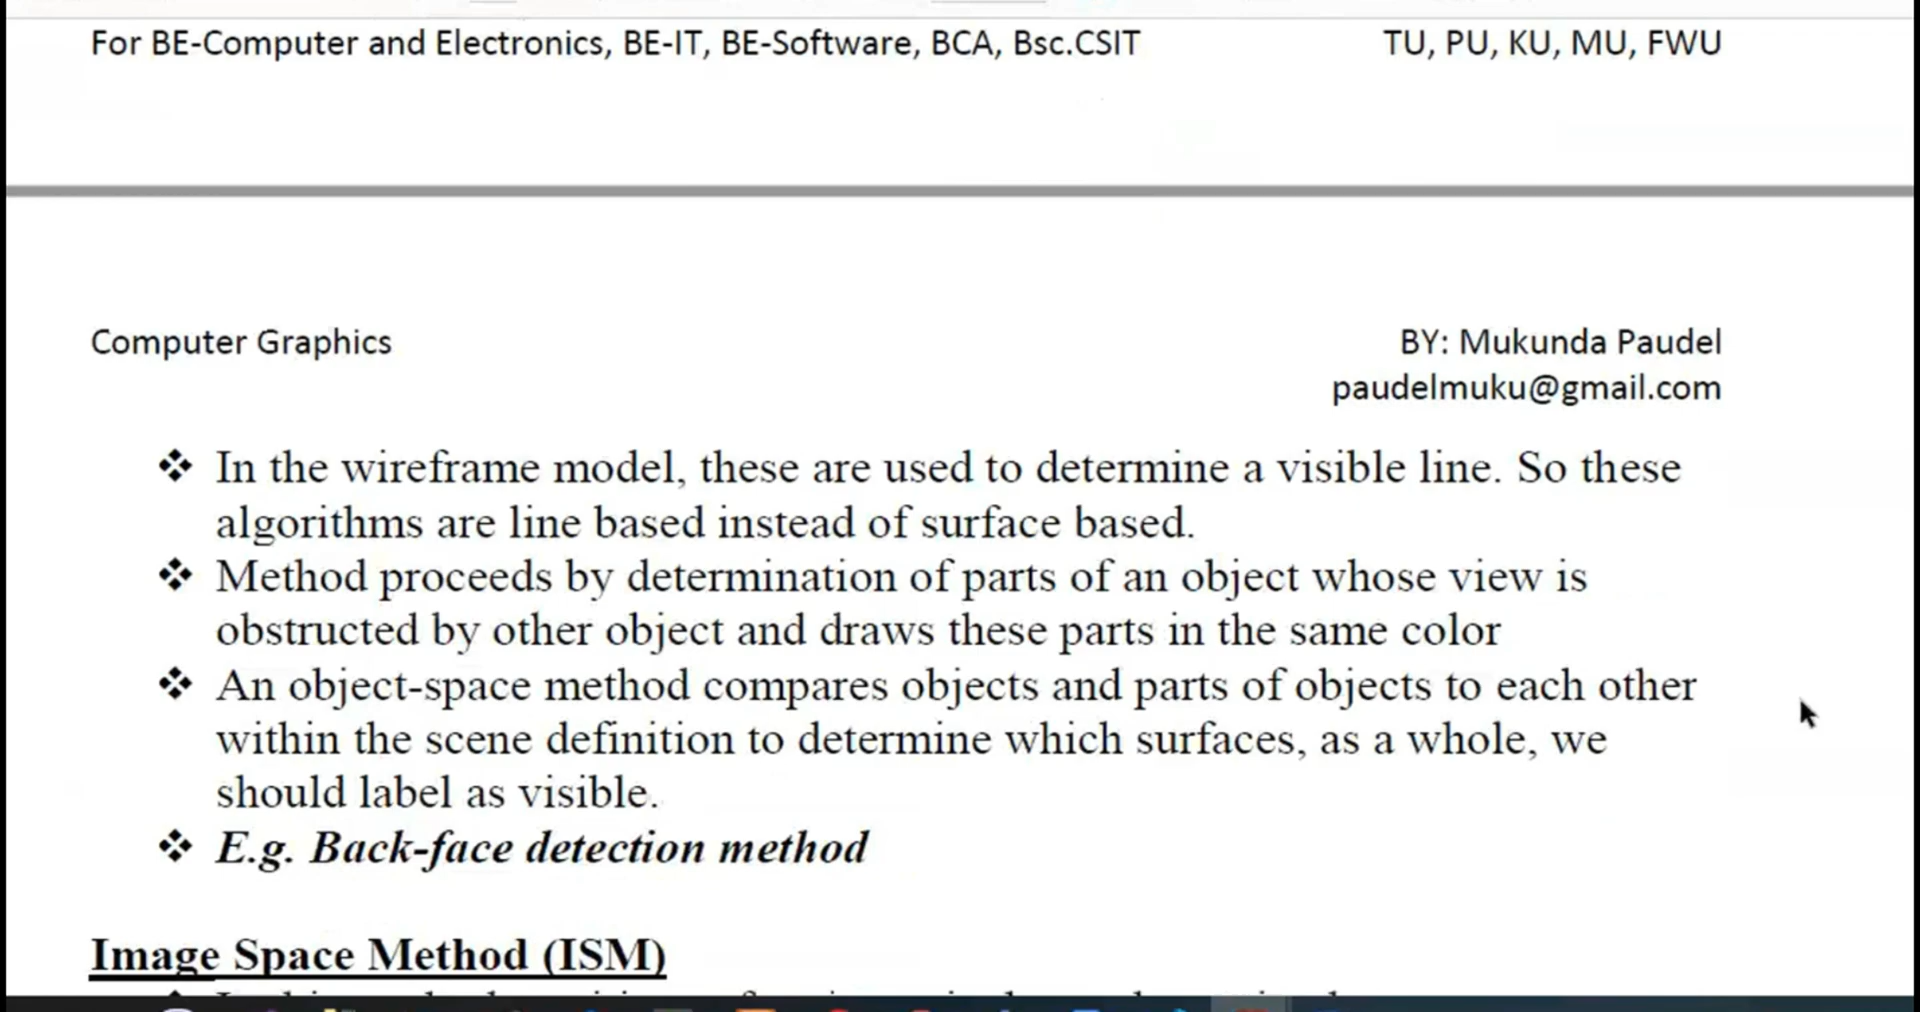 For BE-Computer and Electronics, BE-IT, BE-Software, BCA, Bsc.CSIT TU, PU, KU, MU, FWU
Computer Graphics BY: Mukunda Paudel
paudelmuku@gmail.com
❖ In the wireframe model, these are used to determine a visible line. So these
algorithms are line based instead of surface based.
❖ Method proceeds by determination of parts of an object whose view is
obstructed by other object and draws these parts in the same color
❖ An object-space method compares objects and parts of objects to each other
within the scene definition to determine which surfaces, as a whole, we
should label as visible.
❖ E.g. Back-face detection method
Image Space Method (ISM)